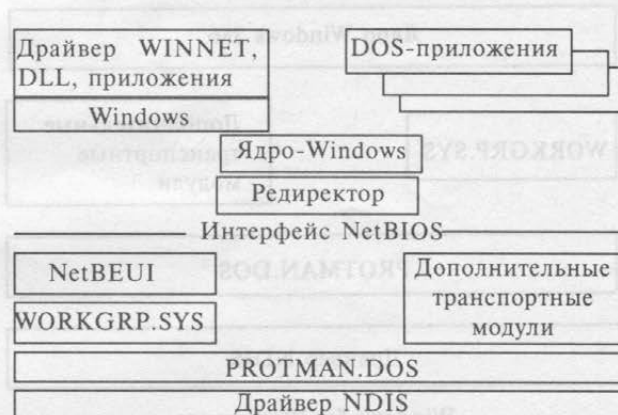 Драйвер WINNET,
DLL, приложения
DOS-приложения
Windows
Ядро-Windows
Редиректор
Интерфейс NetBIOS
NetBEUI
Дополнительные
транспортные
модули
WORKGRP.SYS
PROTMAN.DOS
Драйвер NDIS